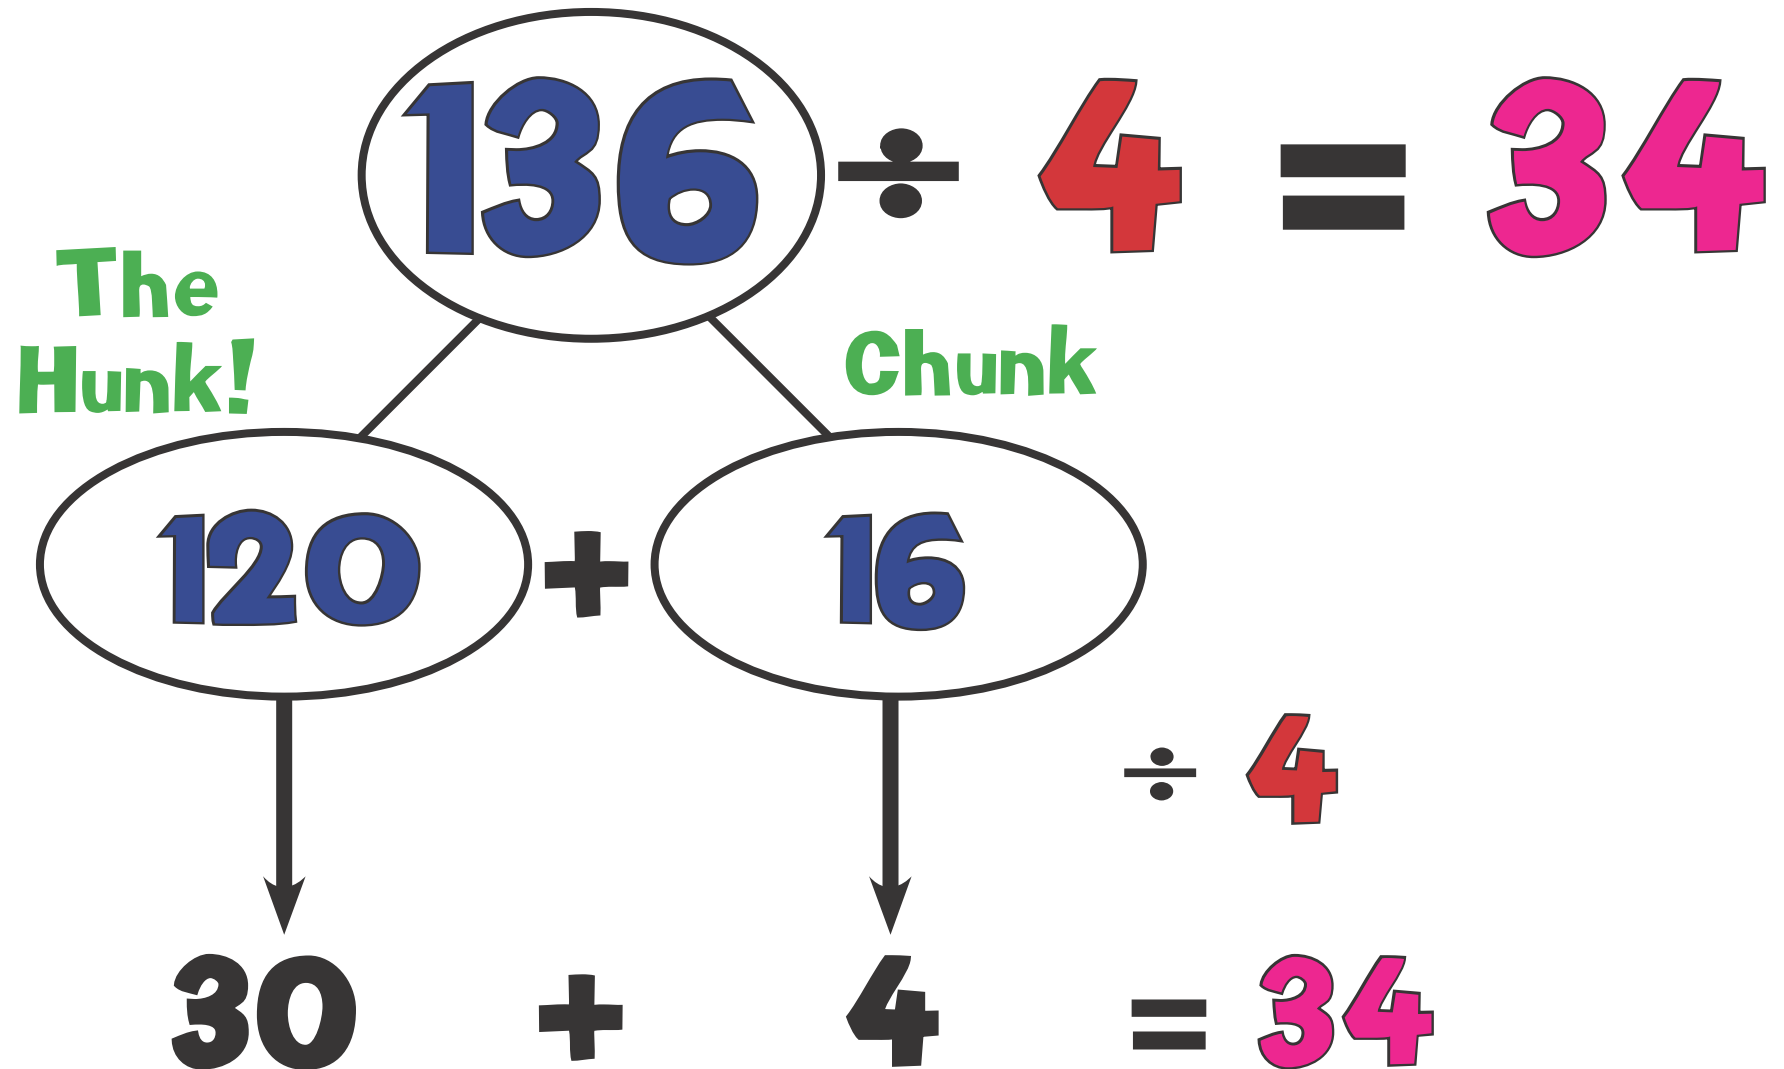 136 ÷ 4 = 34
The
Hunk!
Chunk
120 + 16
÷ 4
30 + 4 = 34